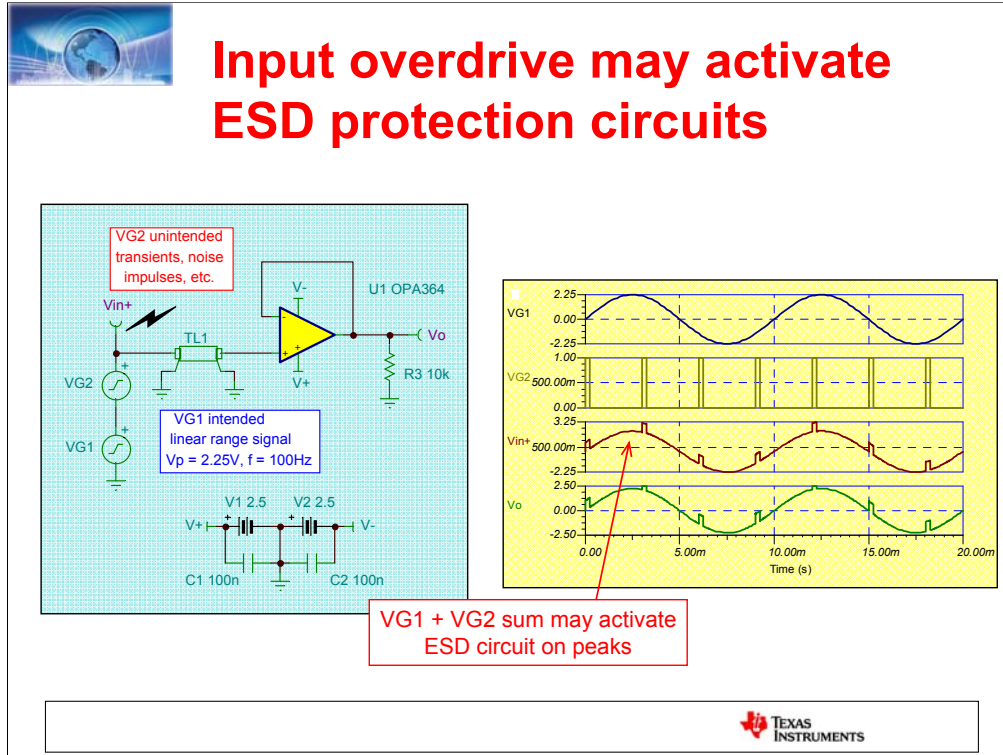 Input overdrive may activate
ESD protection circuits
VG2 unintended
transients, noise
impulses, etc.
Vin+
V-
U1 OPA364
-
+
+
TL1
Vo
V+
R3 10k
+
VG2
+
VG1
VG1 intended
linear range signal
Vp = 2.25V, f = 100Hz
V1 2.5
V2 2.5
V+
+
+
V-
C1 100n
C2 100n
VG1
2.25
0.00
-2.25
VG2
1.00
500.00m
0.00
Vin+
3.25
500.00m
-2.25
Vo
2.50
0.00
-2.50
0.00
5.00m
10.00m
15.00m
20.00m
Time (s)
VG1 + VG2 sum may activate
ESD circuit on peaks
TEXAS
INSTRUMENTS